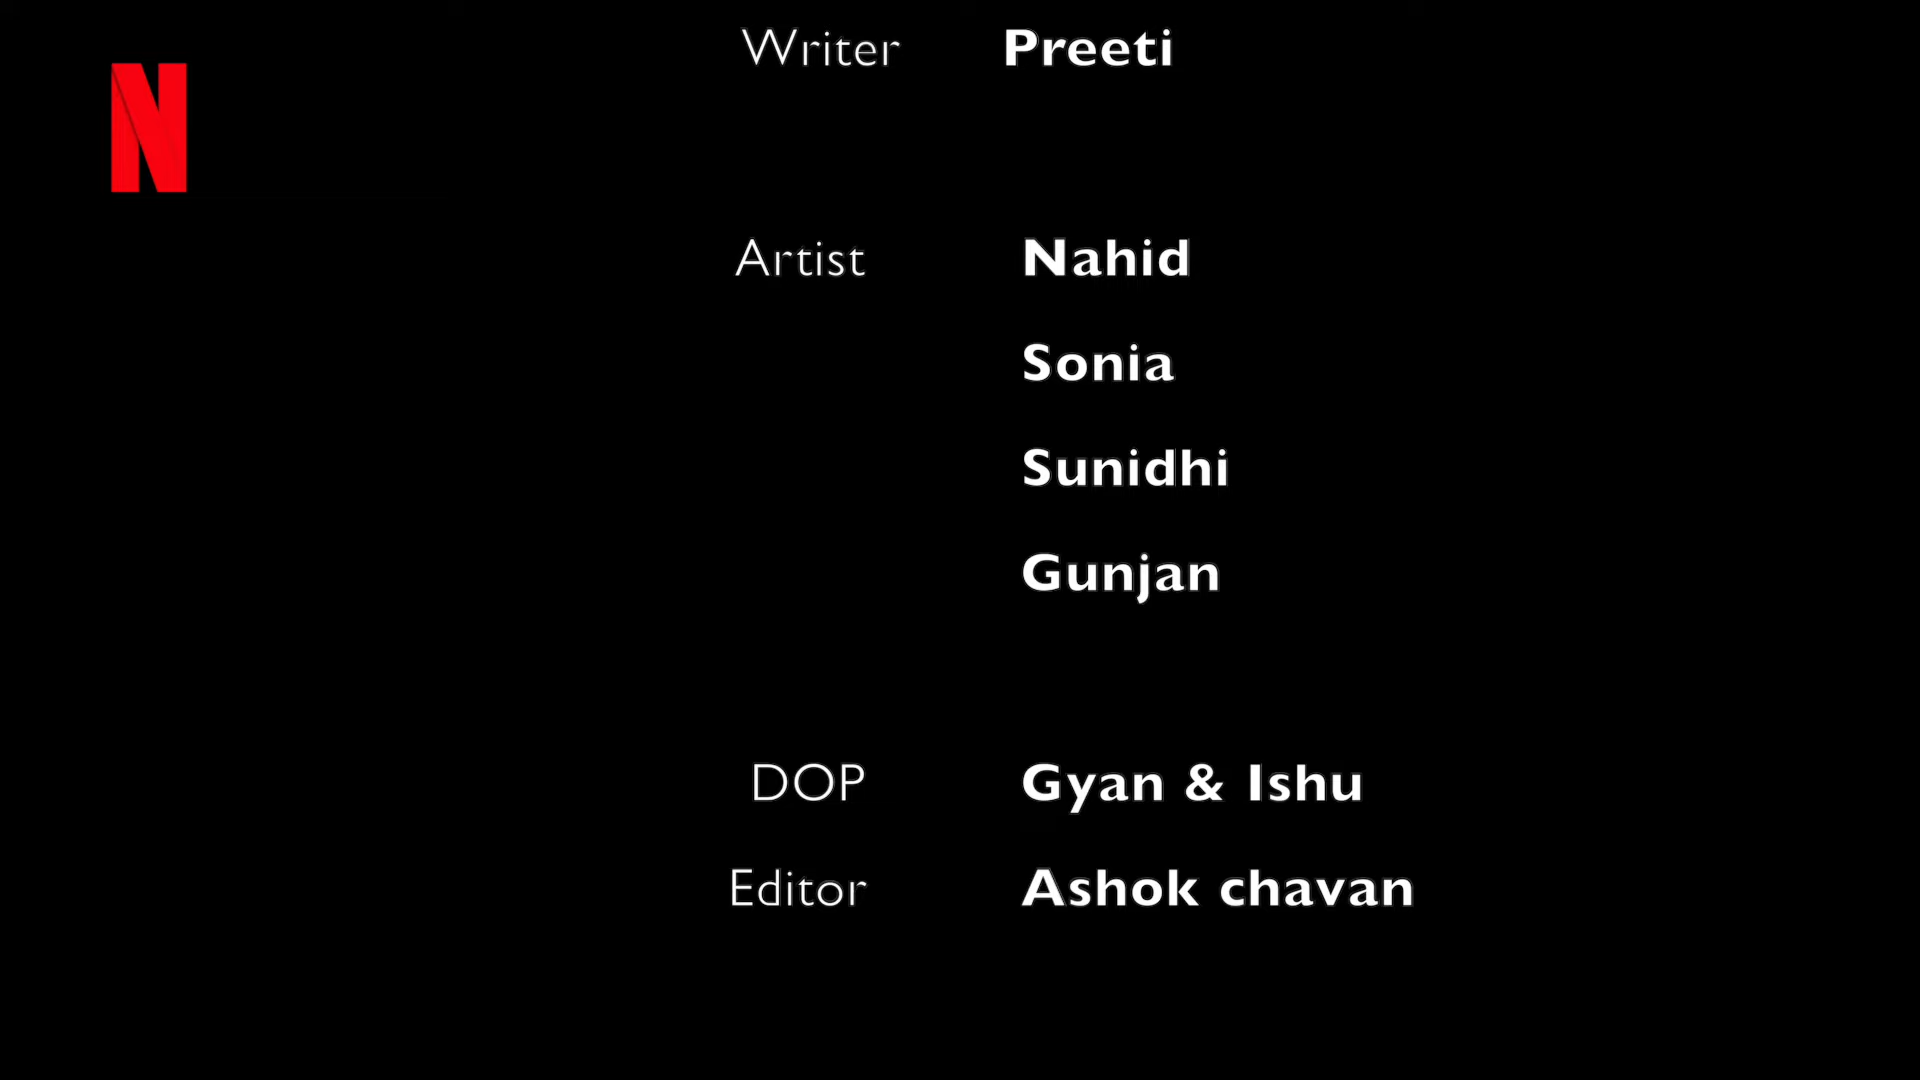 Writer Preeti
N
Artist Nahid
Sonia
Sunidhi
Gunjan
DOP Gyan & Ishu
Editor Ashok chavan